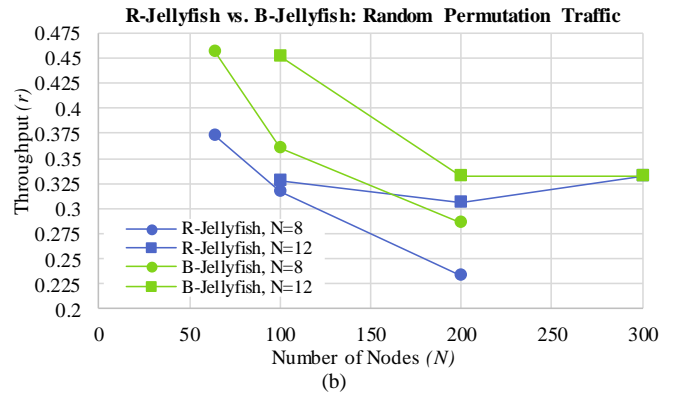 R-Jellyfish vs. B-Jellyfish: Random Permutation Traffic
Throughput (r)
0.475
0.45
0.425
0.4
0.375
0.35
0.325
0.3
0.275
0.25
0.225
0.2
R-Jellyfish, N=8
R-Jellyfish, N=12
B-Jellyfish, N=8
B-Jellyfish, N=12
0 50 100 150 200 250 300
Number of Nodes (N)
(b)